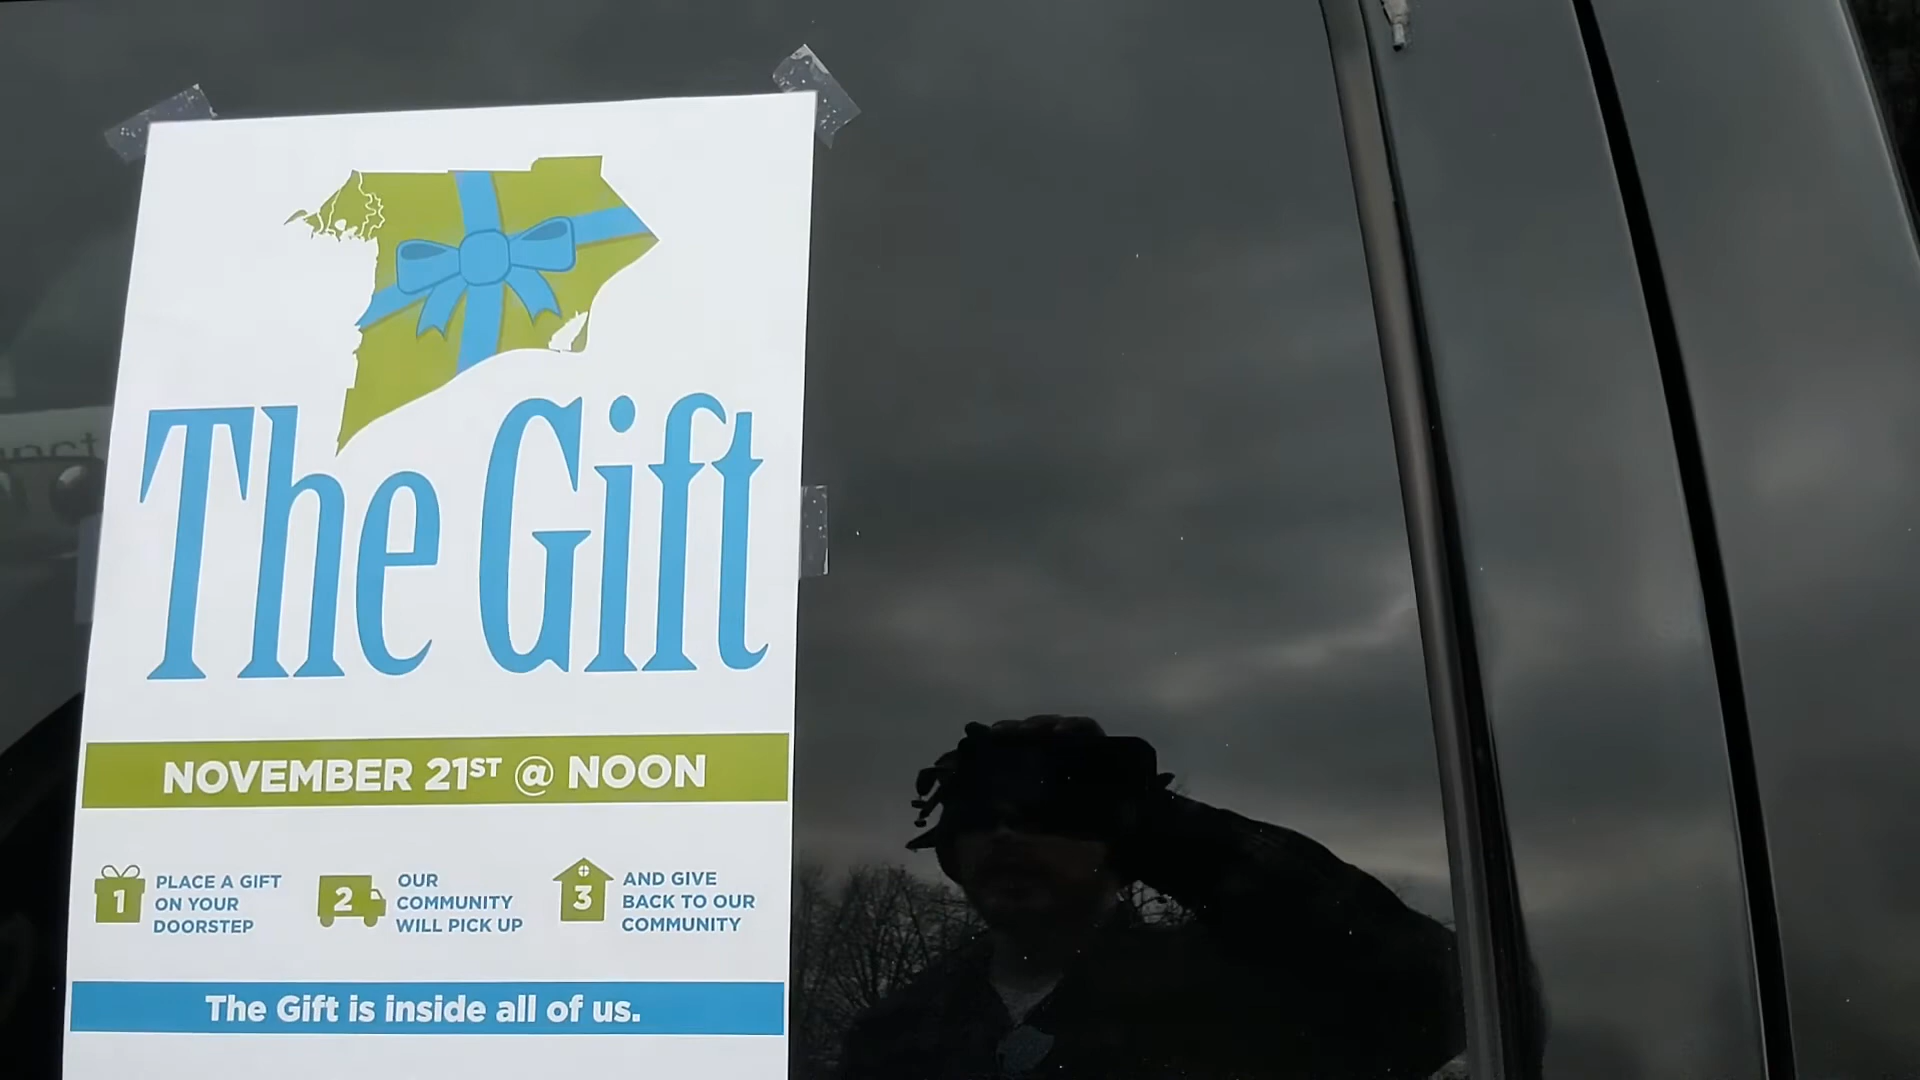 The Gift
NOVEMBER 21ST @ NOON
1
PLACE A GIFT
ON YOUR
DOORSTEP
2
OUR
COMMUNITY
WILL PICK UP
3
AND GIVE
BACK TO OUR
COMMUNITY
The Gift is inside all of us.